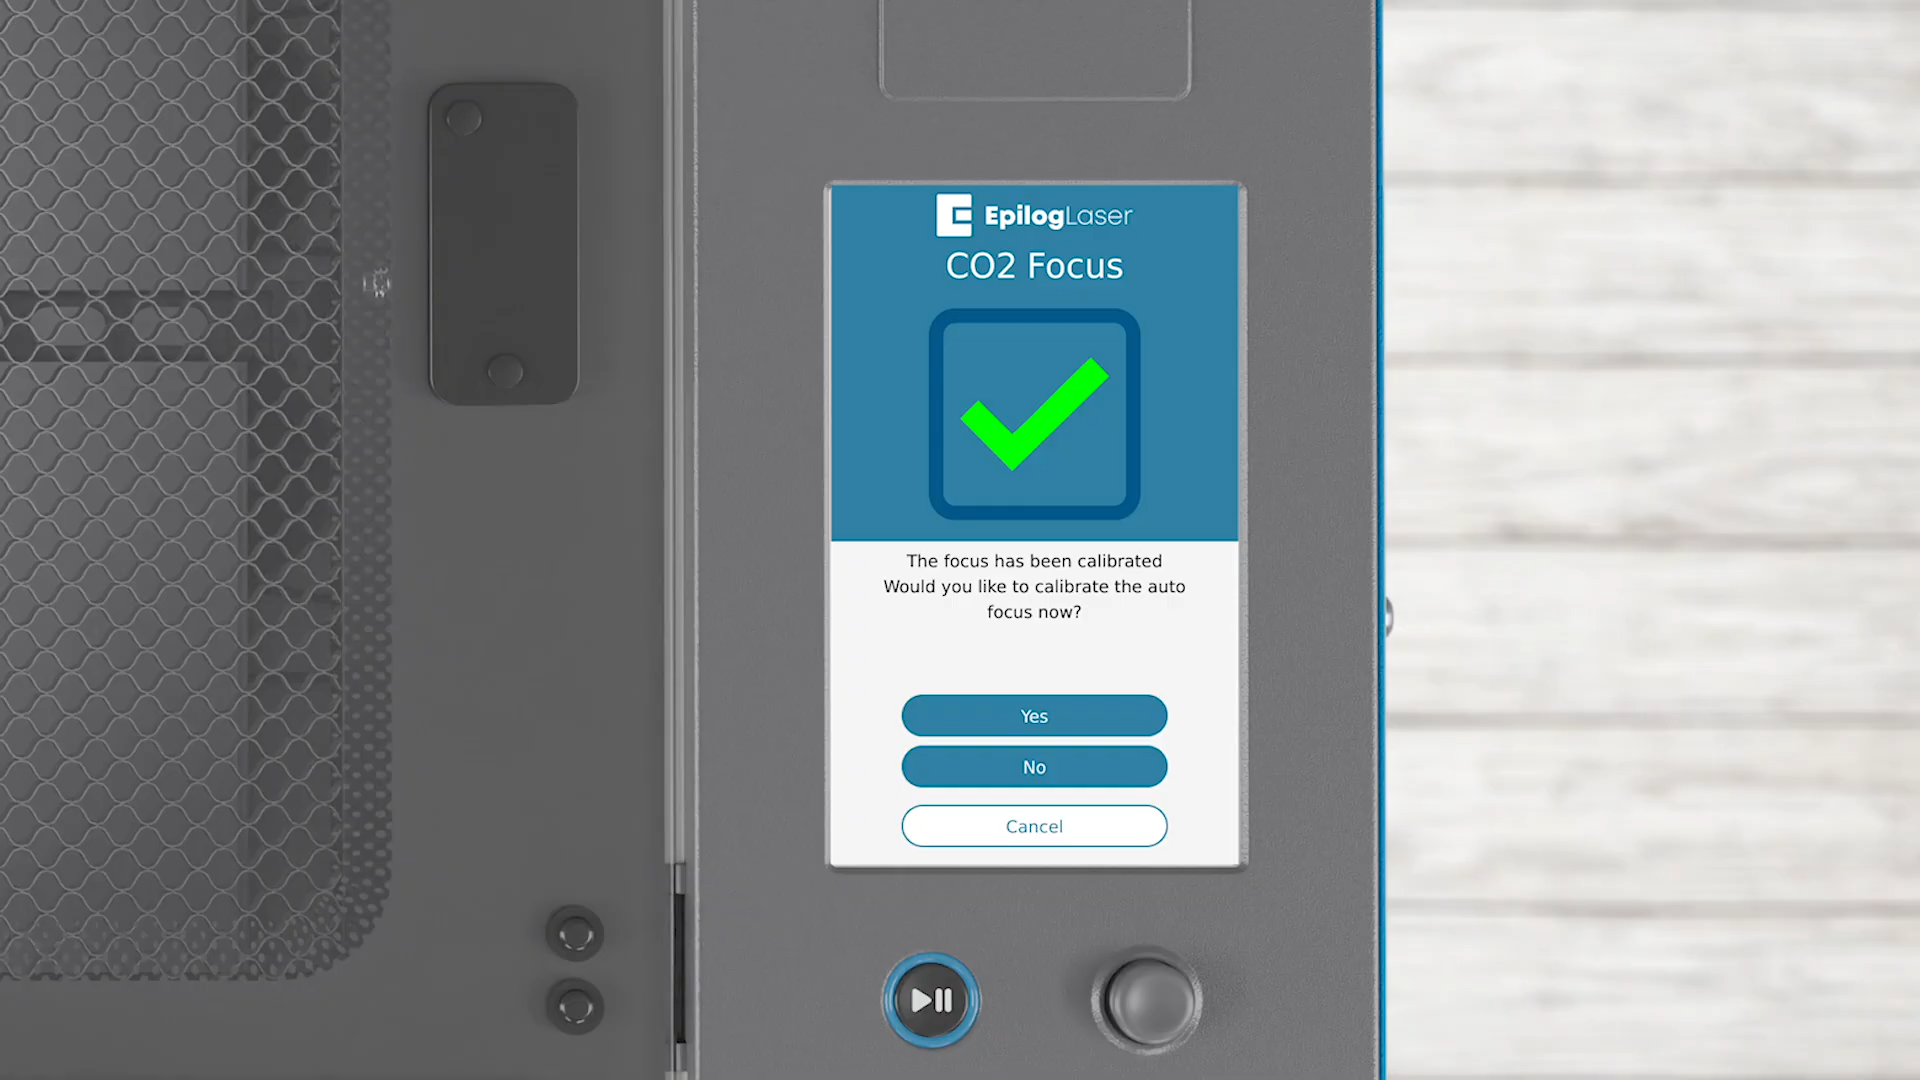 EpilogLaser
CO2 Focus
The focus has been calibrated
Would you like to calibrate the auto
focus now?
Yes
No
Cancel